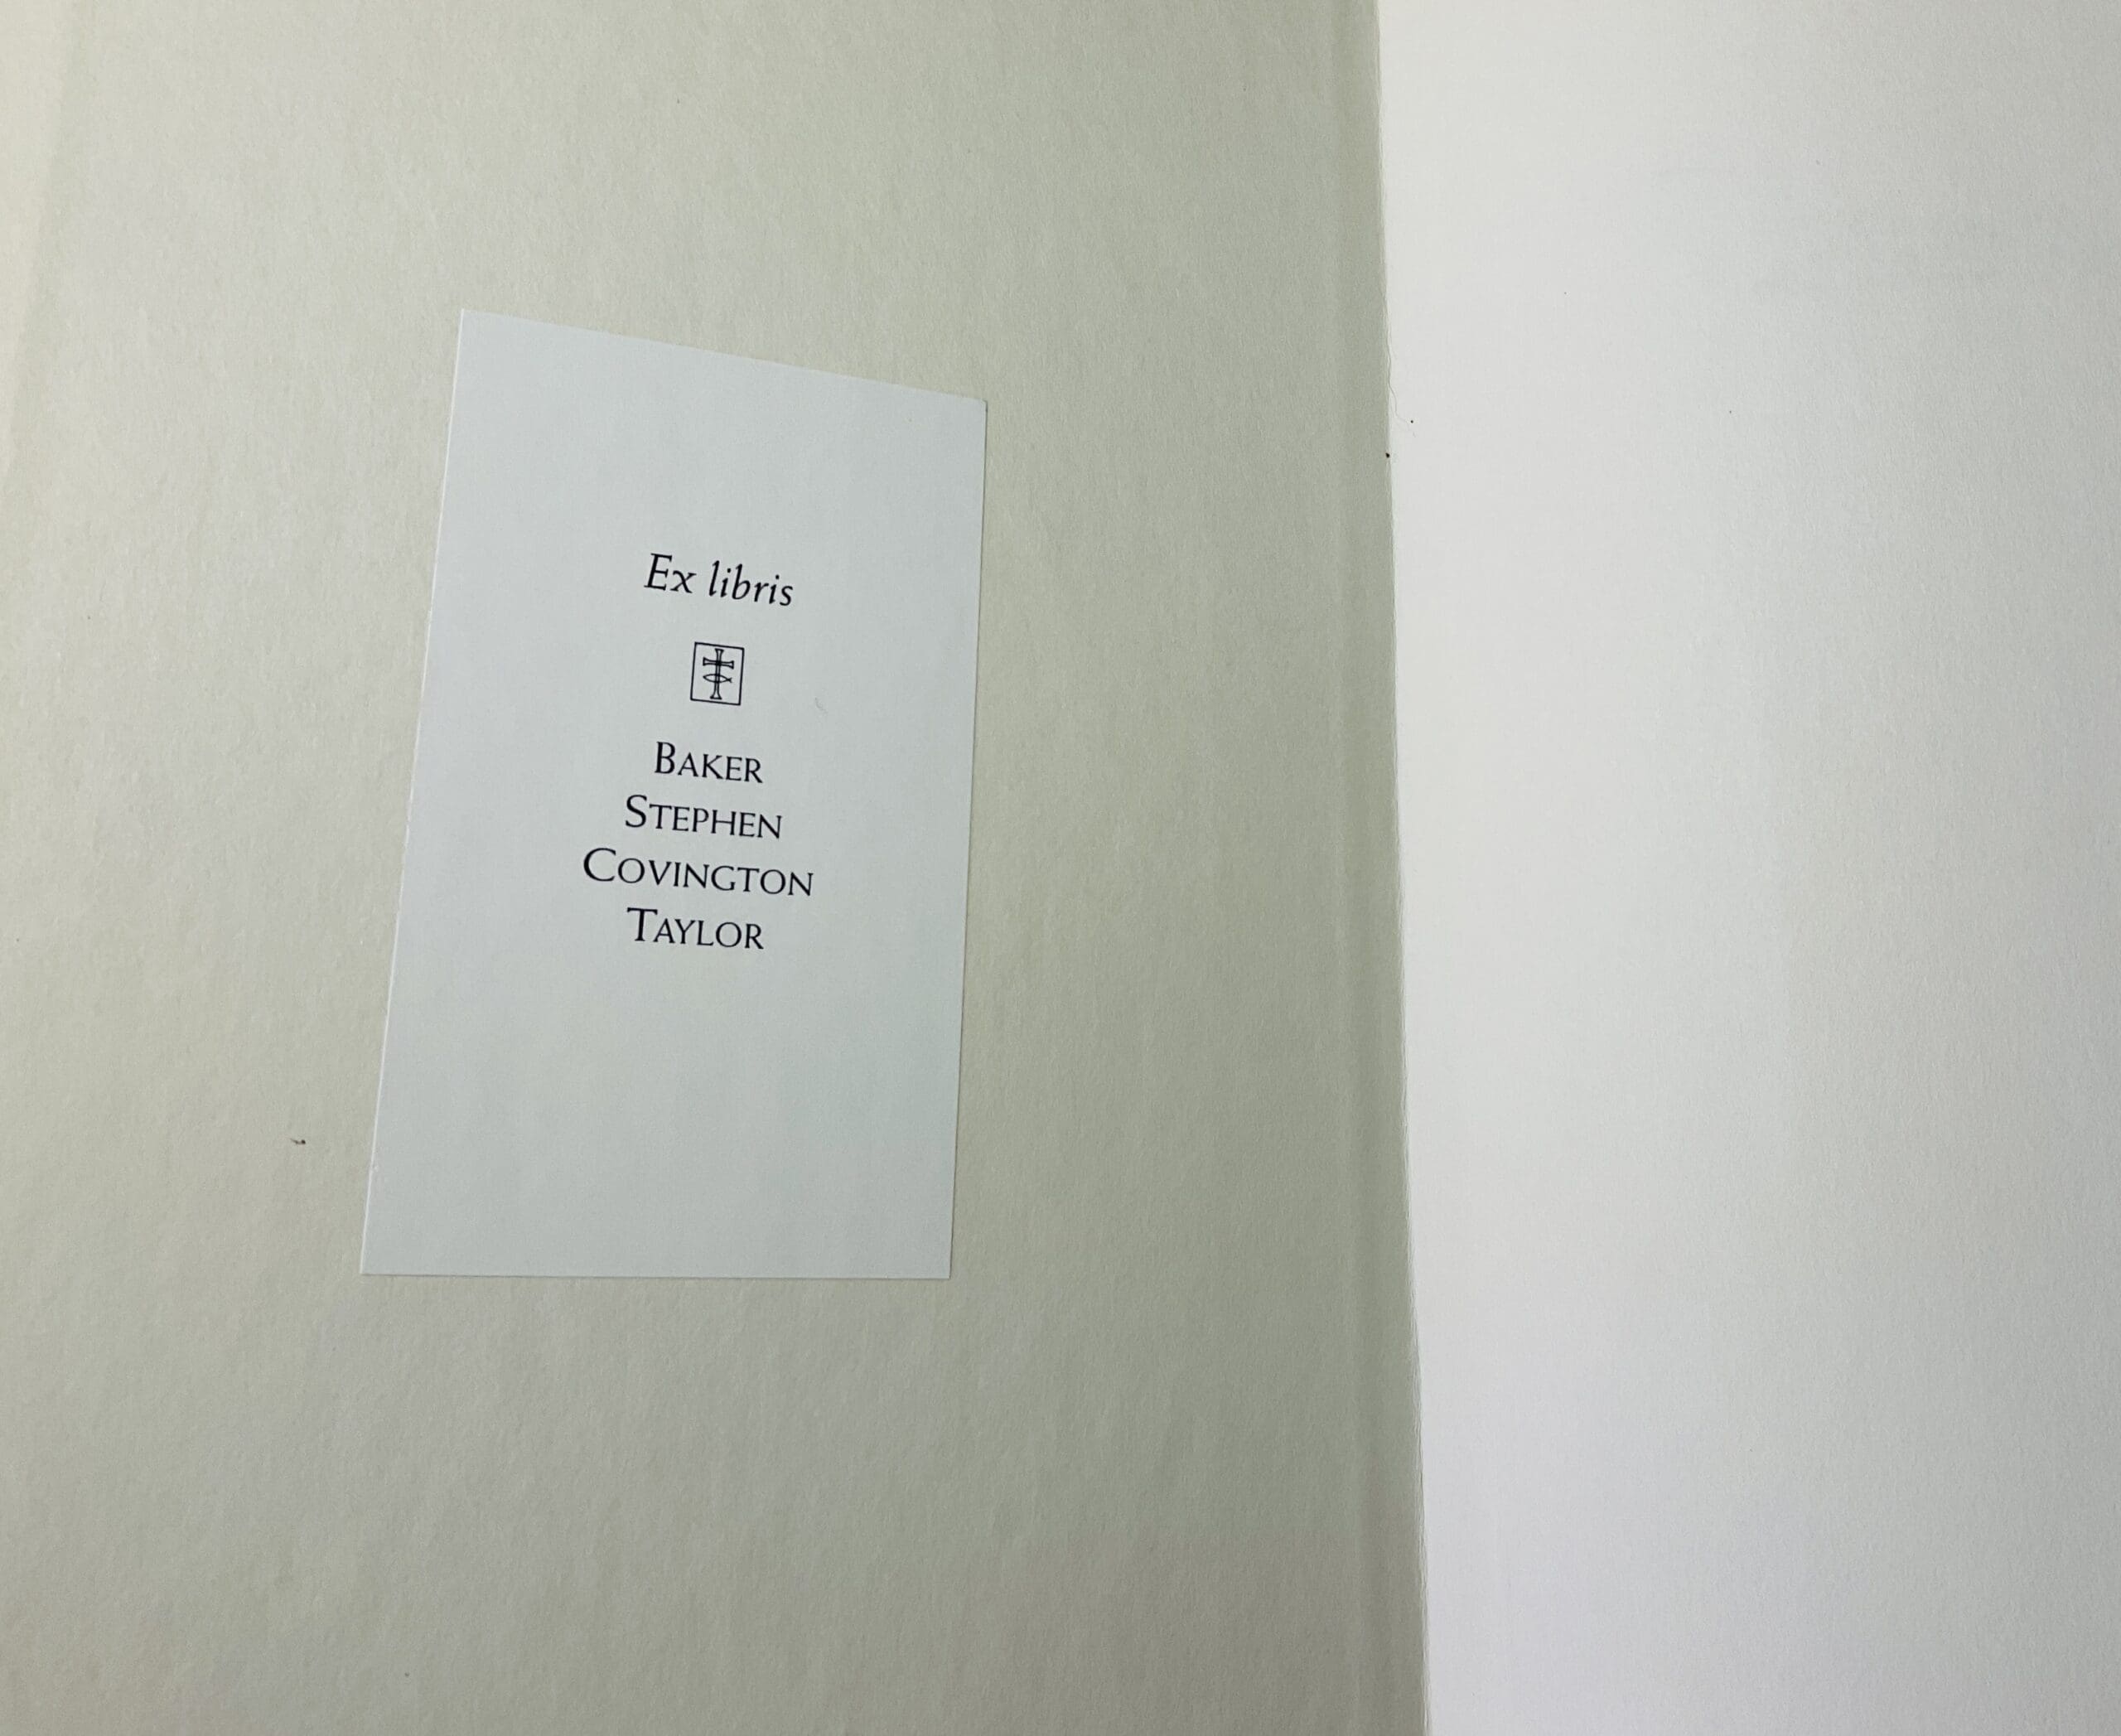 Ex libris
BAKER
STEPHEN
COVINGTON
TAYLOR